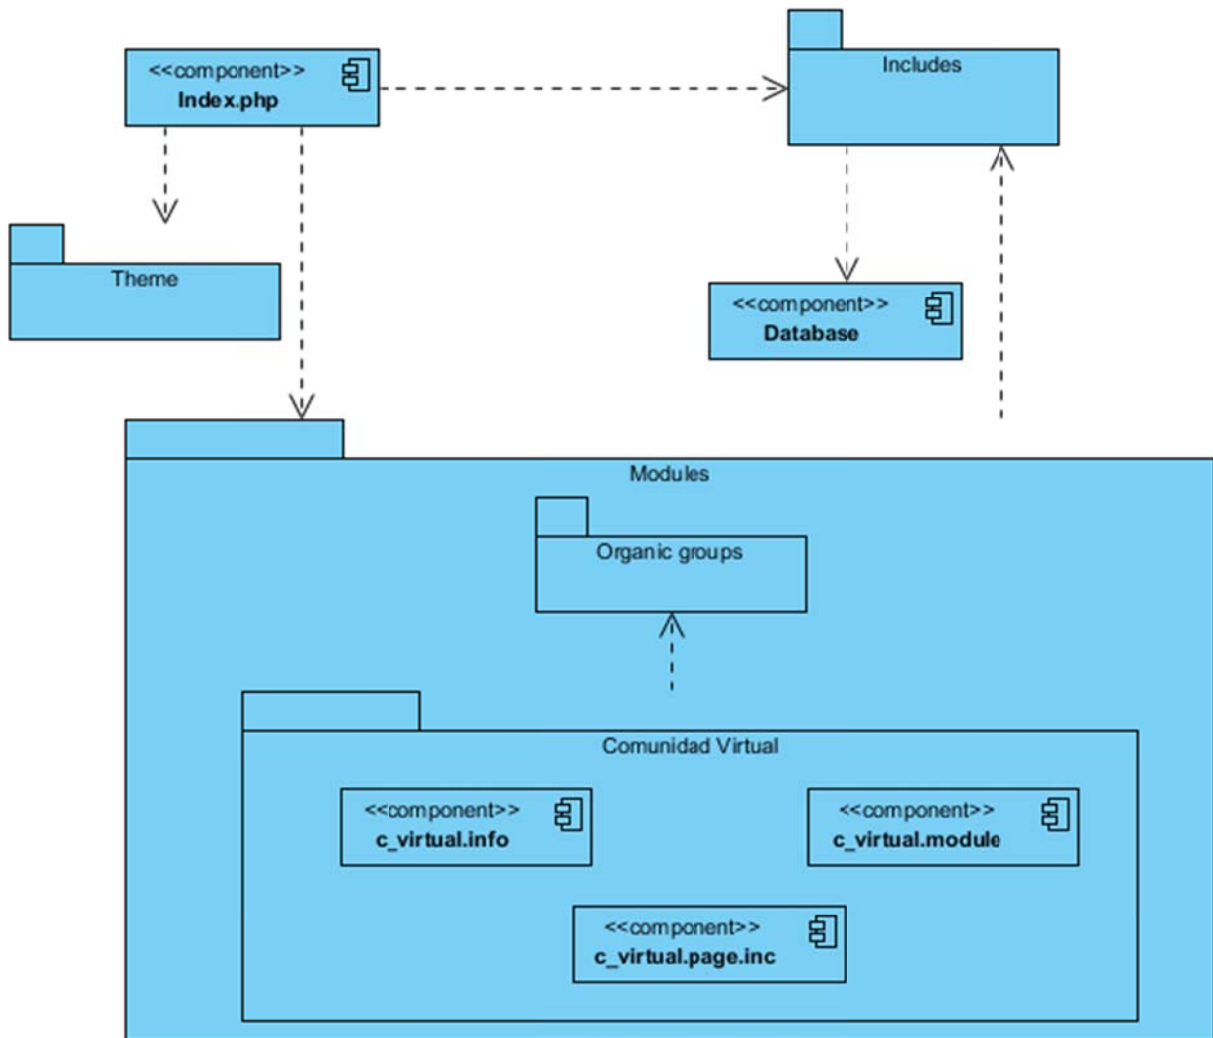 <<component>>
Index.php
Includes
Theme
<<component>>
Database
Modules
Organic groups
Comunidad Virtual
<<component>>
c_virtual.info
<<component>>
c_virtual.module
<<component>>
c_virtual.page.inc